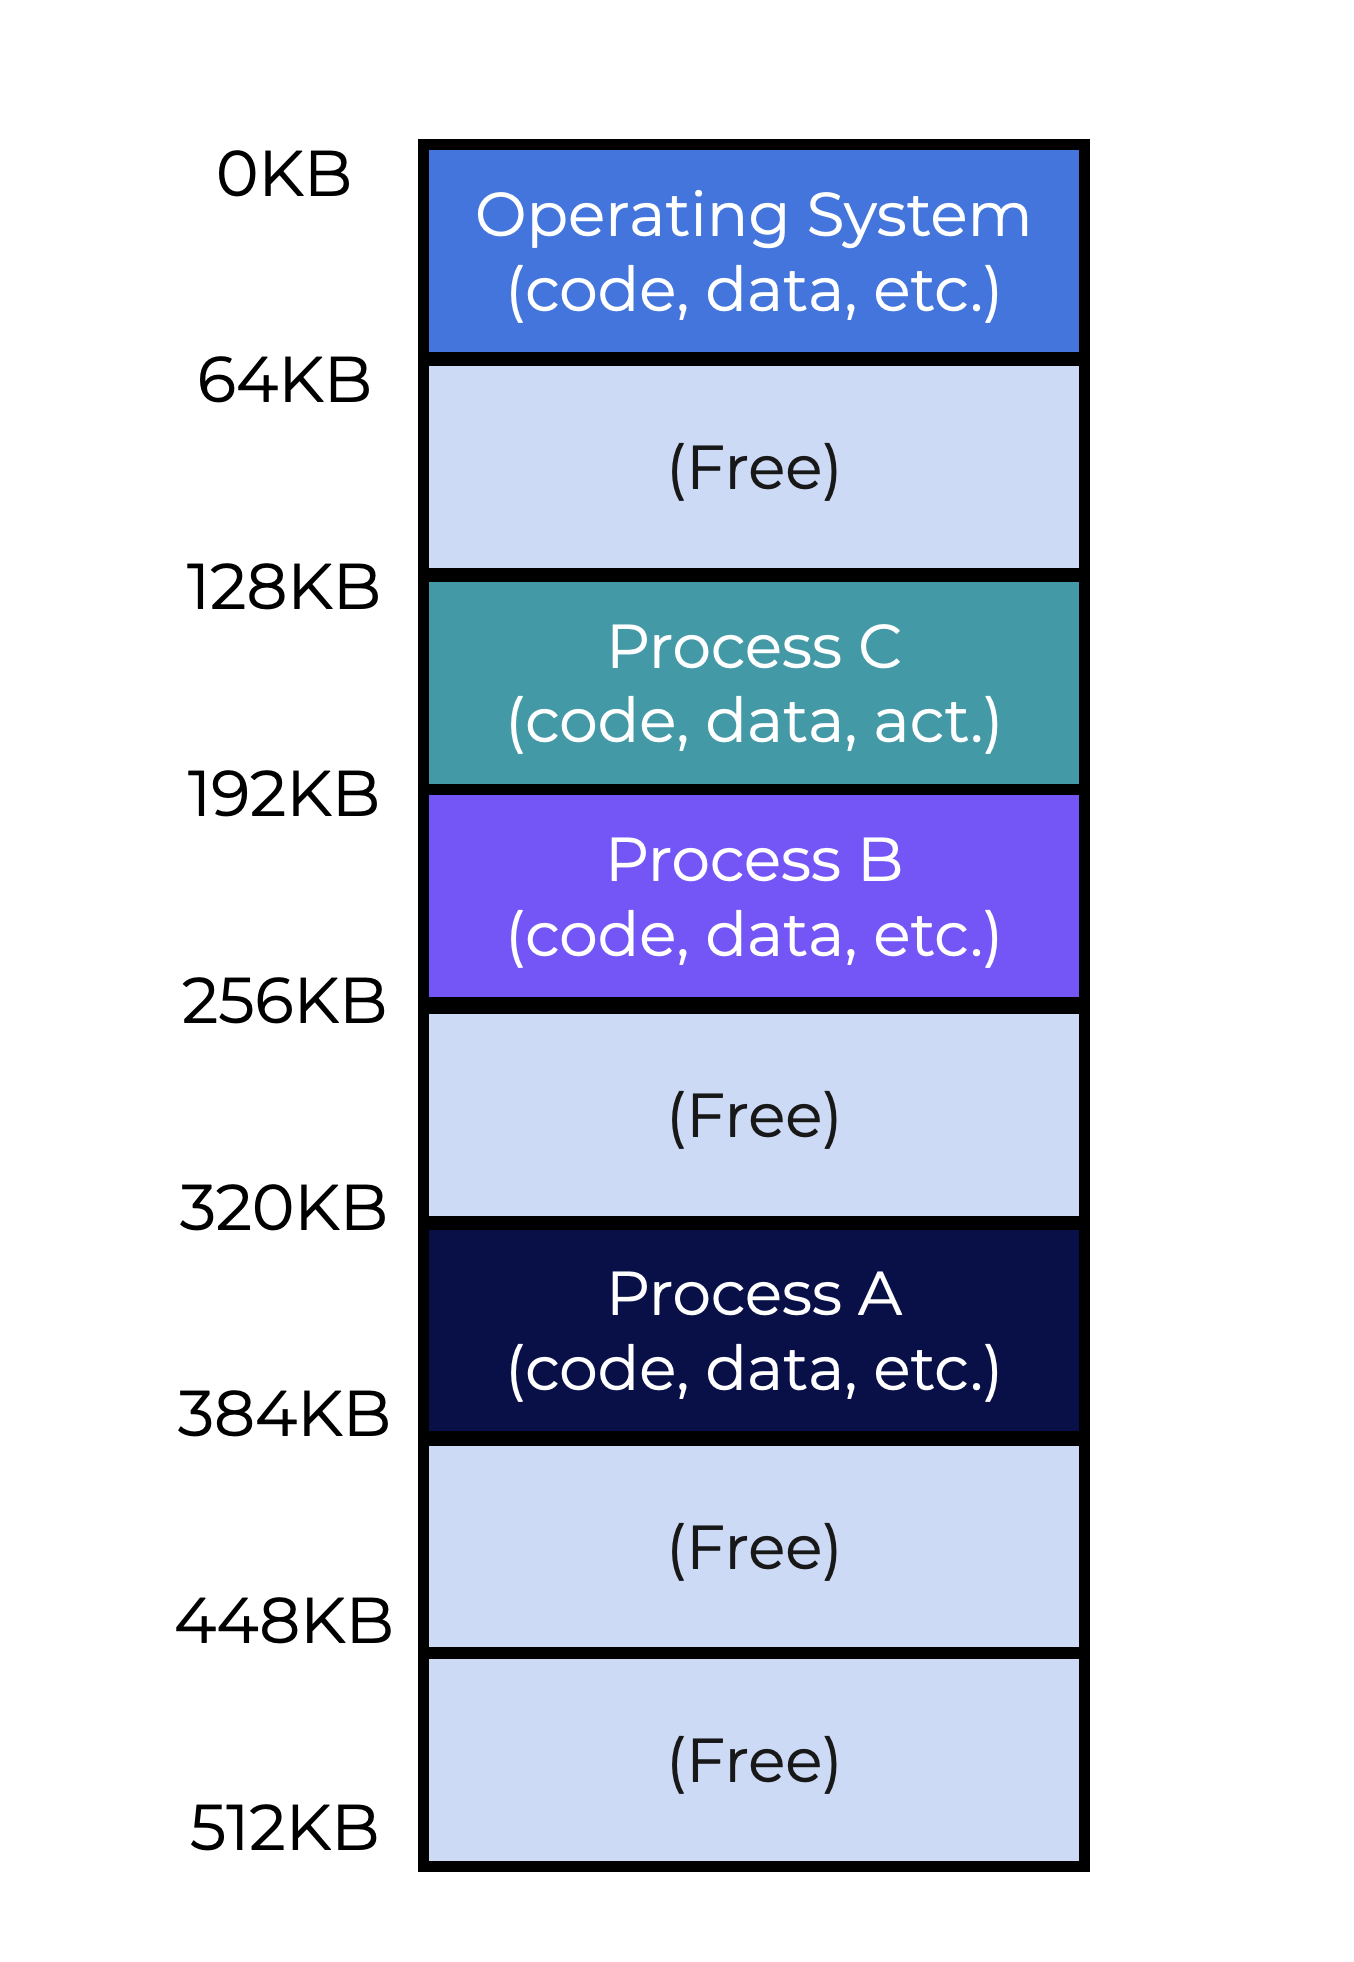 0KB
Operating System
(code, data, etc.)
64KB
(Free)
128KB
Process C
(code, data, act.)
192KB
Process B
(code, data, etc.)
256KB
(Free)
320KB
Process A
(code, data, etc.)
384KB
(Free)
448KB
(Free)
512KB